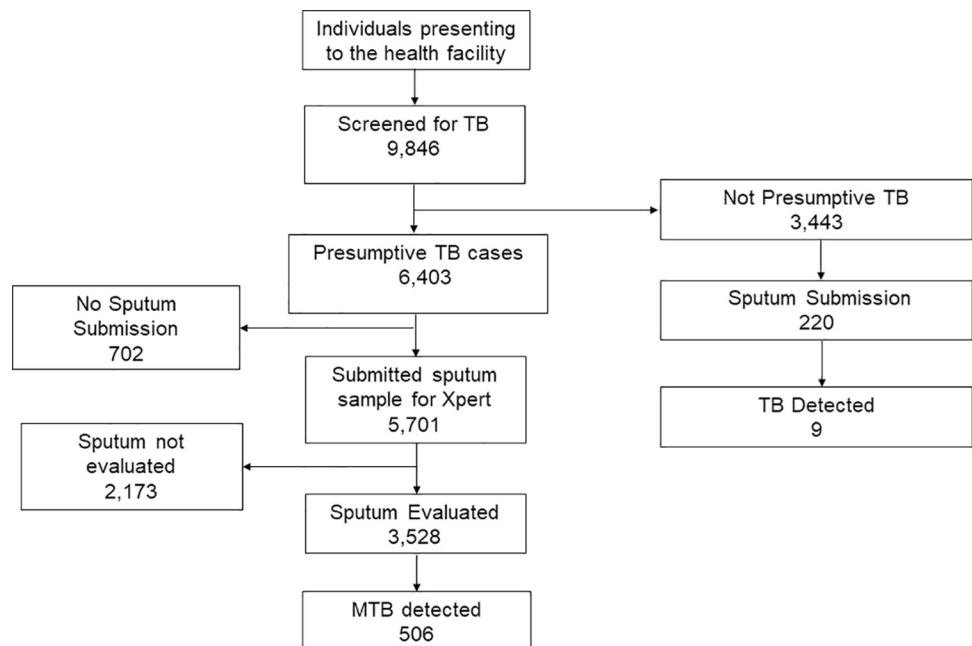 Individuals presenting
to the health facility
Screened for TB
9,846
Not Presumptive TB
3,443
Presumptive TB cases
6,403
Sputum Submission
220
No Sputum
Submission
702
Submitted sputum
sample for Xpert
5,701
TB Detected
9
Sputum not
evaluated
2,173
Sputum Evaluated
3,528
MTB detected
506